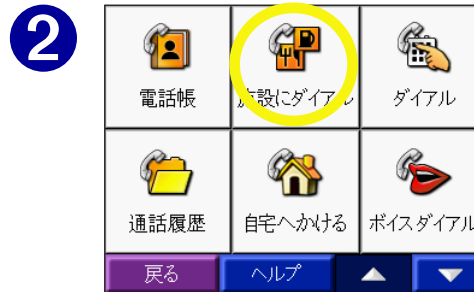 2
電話帳
施設にダイアル
ダイアル
通話履歴
自宅へかける
ボイスダイアル
戻る
ヘルプ